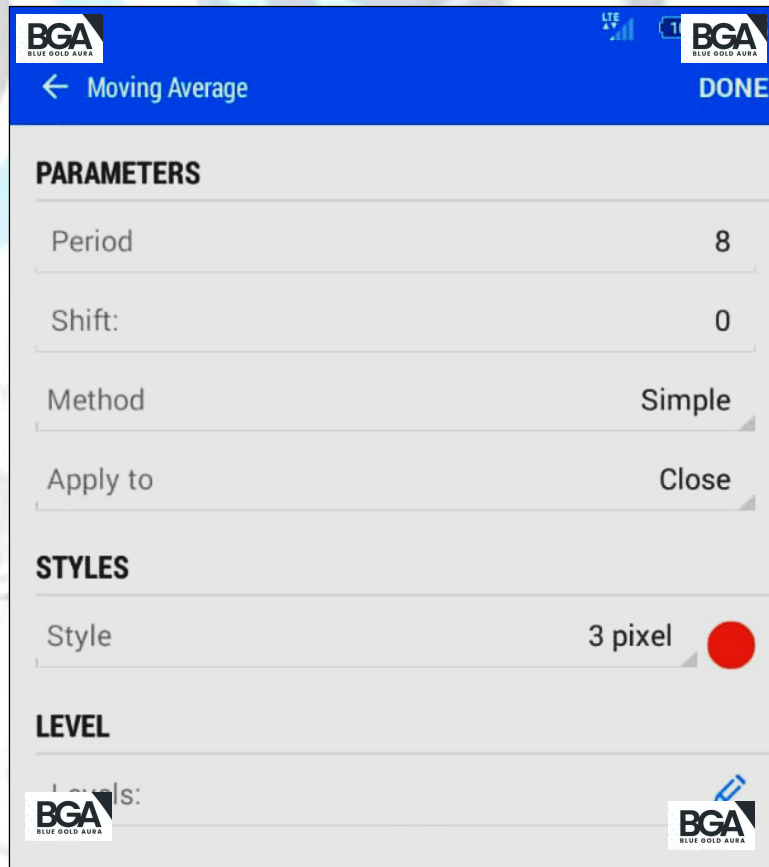 BGA
BLUE GOLD AURA
LTE
BGA
BLUE GOLD AURA
Moving Average
DONE
PARAMETERS
Period 8
Shift: 0
Method Simple
Apply to Close
STYLES
Style 3 pixel
LEVEL
Levels:
BGA
BLUE GOLD AURA
BGA
BLUE GOLD AURA